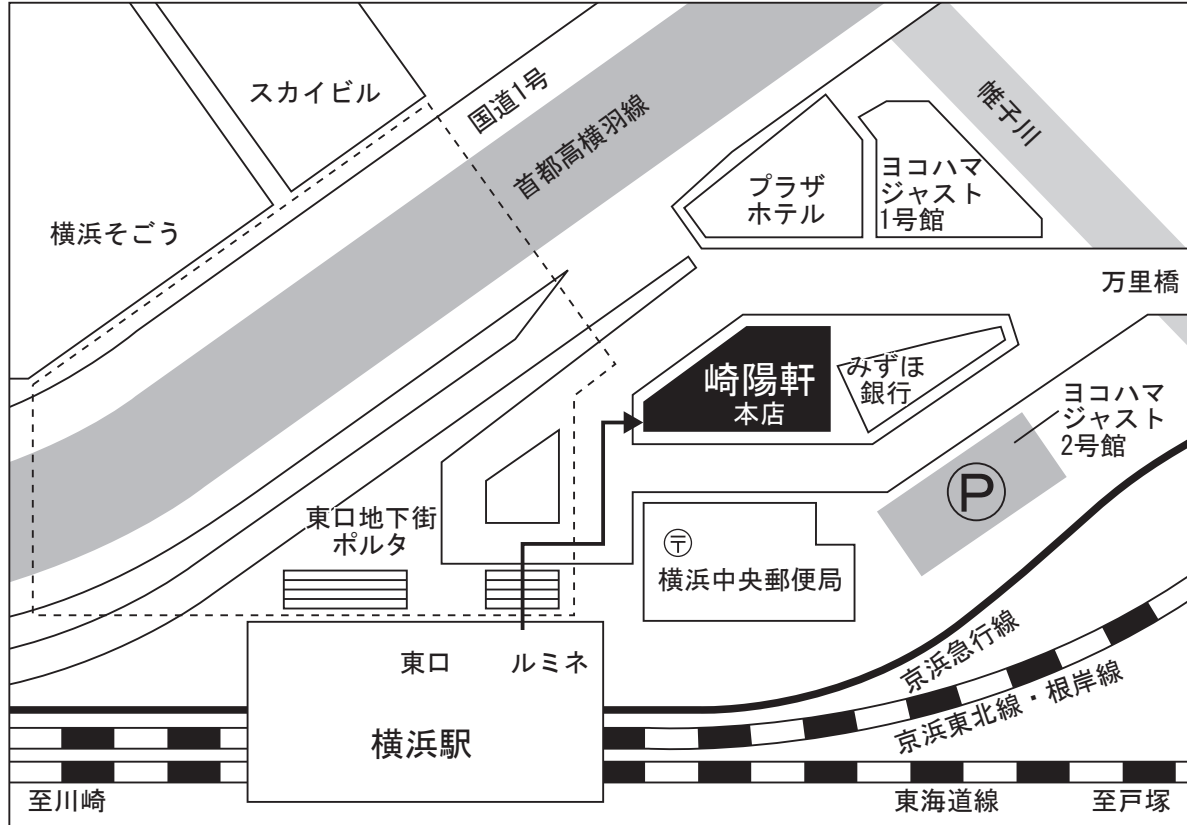 スカイビル
国道1号
首都高横羽線
帷子川
横浜そごう
プラザ
ホテル
ヨコハマ
ジャスト
1号館
万里橋
崎陽軒
本店
みずほ
銀行
ヨコハマ
ジャスト
2号館
P
東口地下街
ポルタ
〒
横浜中央郵便局
東口
ルミネ
京浜急行線
京浜東北線・根岸線
横浜駅
至川崎
東海道線
至戸塚